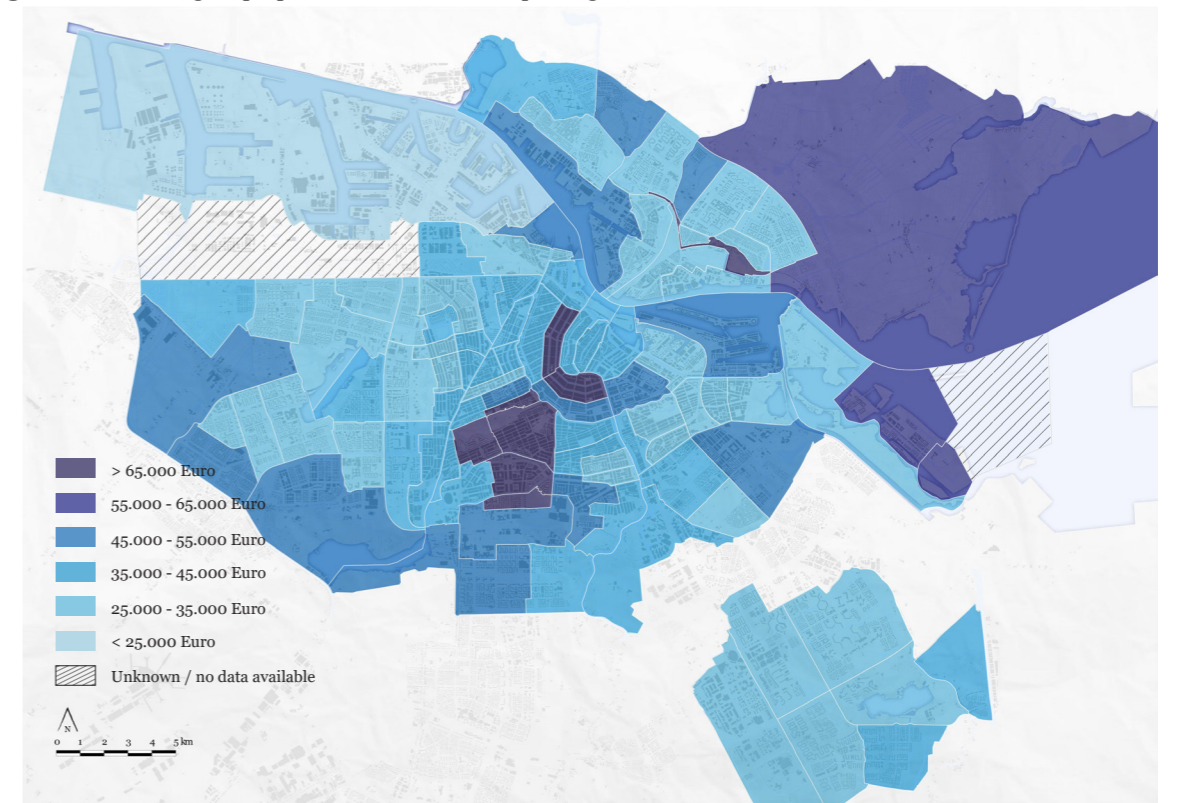 > 65.000 Euro
55.000 - 65.000 Euro
45.000 - 55.000 Euro
35.000 - 45.000 Euro
25.000 - 35.000 Euro
< 25.000 Euro
Unknown / no data available
N
0 1 2 3 4 5 km